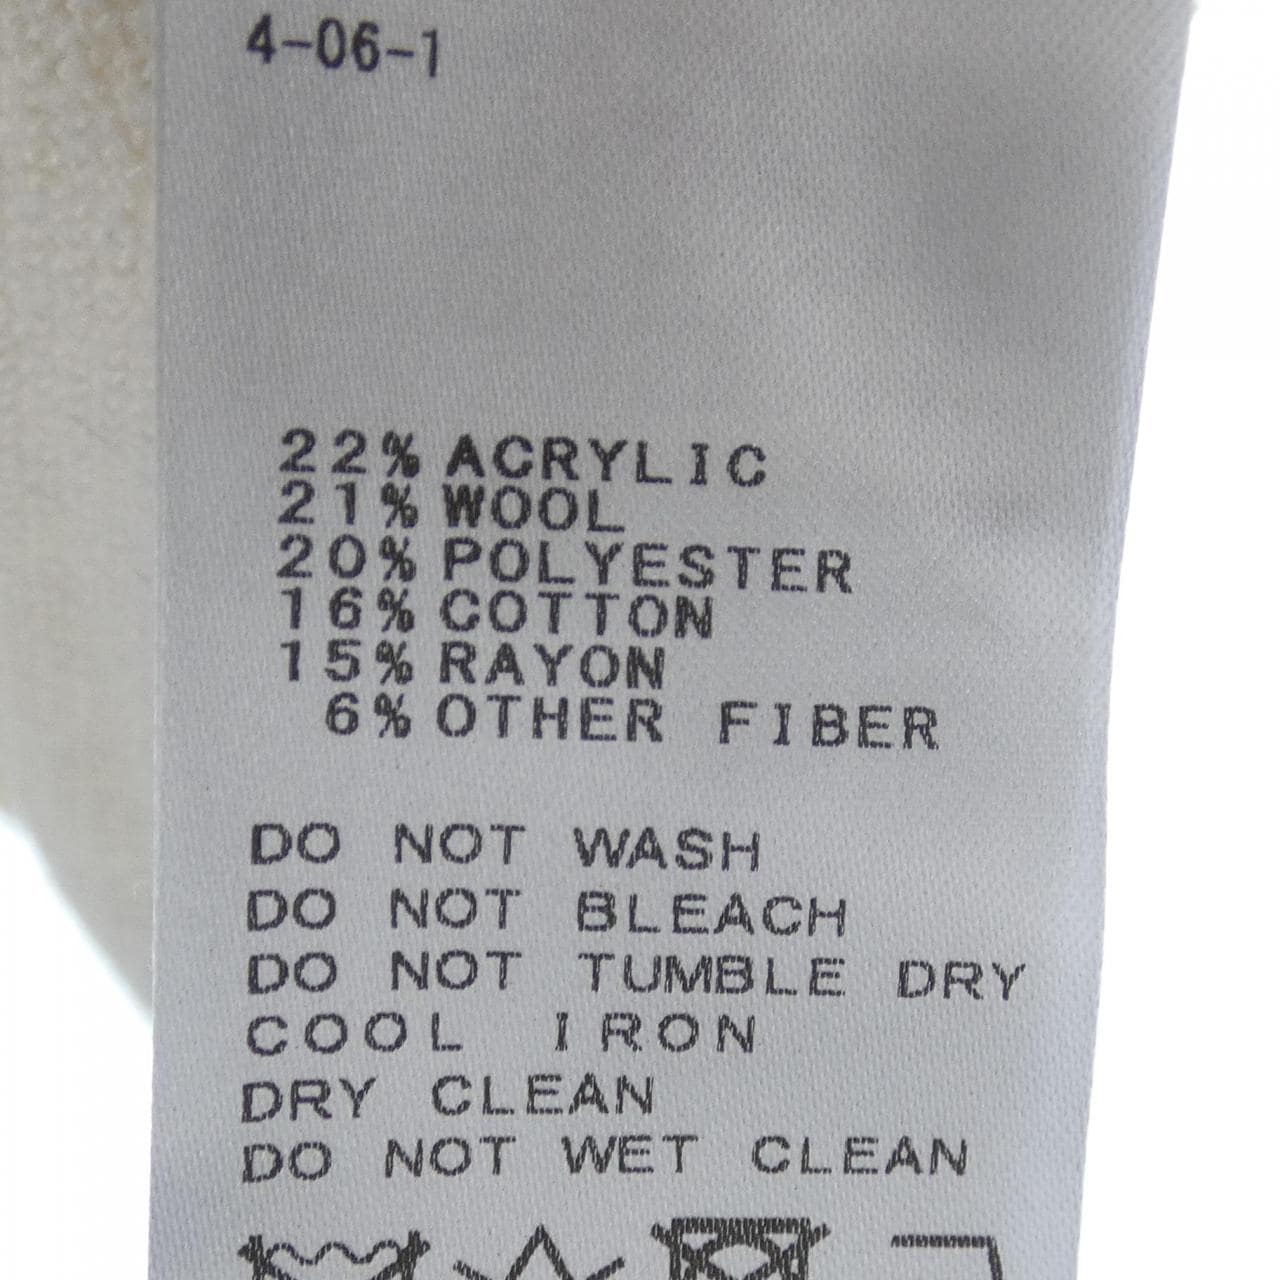 4-06-1
22% ACRYLIC
21% WOOL
20% POLYESTER
16% COTTON
15% RAYON
6% OTHER FIBER
DO NOT WASH
DO NOT BLEACH
DO NOT TUMBLE DRY
COOL IRON
DRY CLEAN
DO NOT WET CLEAN